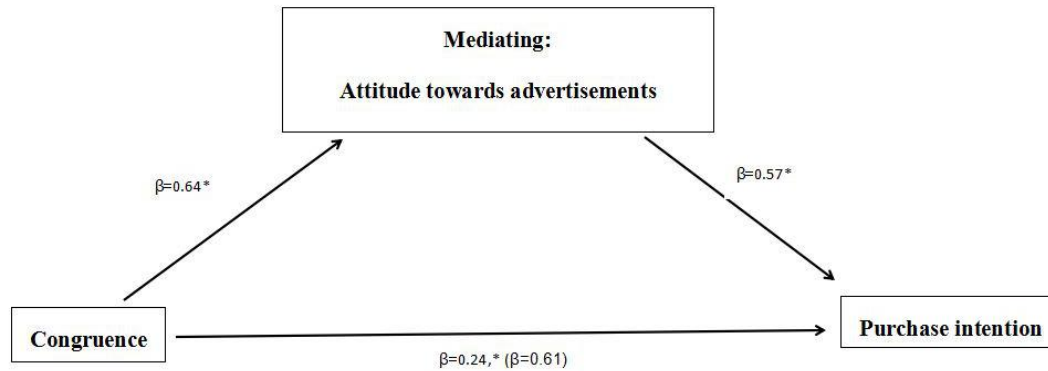 Mediating:
Attitude towards advertisements
β=0.64*
β=0.57*
Congruence
Purchase intention
β=0.24,* (β=0.61)